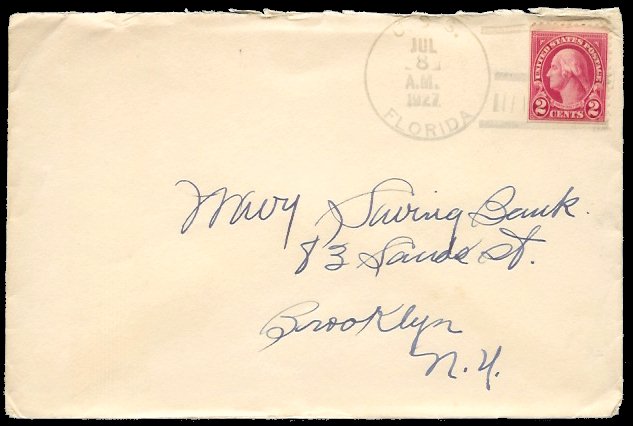 U.S.S.
JUL
8
A.M.
1927
FLORIDA
UNITED STATES POSTAGE
2 CENTS 2
Navy Saving Bank.
83 Sands St.
Brooklyn
N.Y.